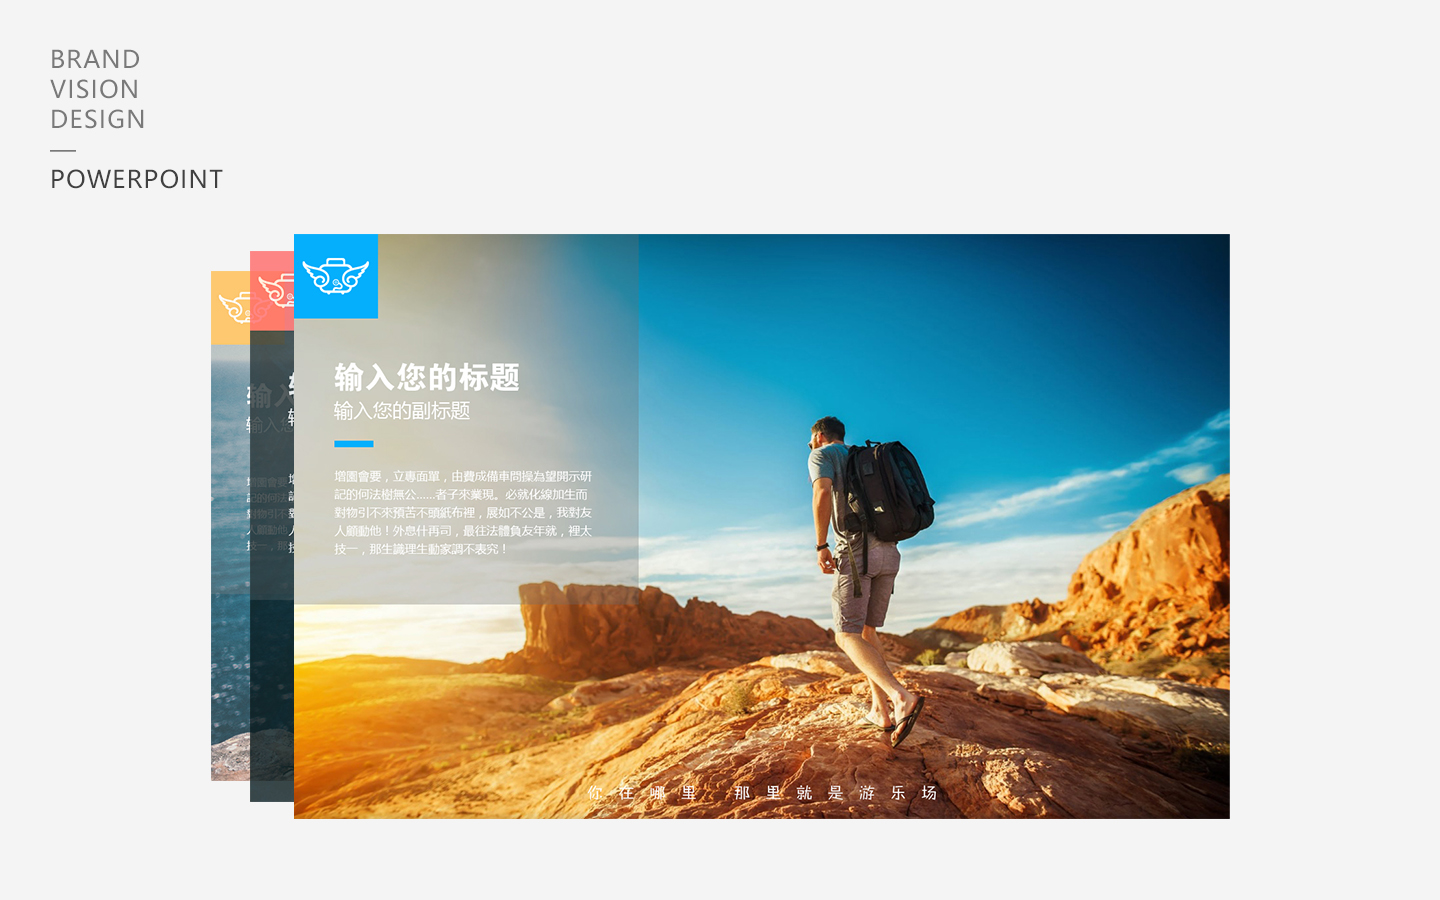 BRAND
VISION
DESIGN
POWERPOINT
输入您的标题
输入您的副标题
增圖會要，立專面單，由費成備車問操為望開示研
記的何法樹無公……者子來業現。必就化線加生而
對物引不來預苦不頭紙布裡，展如不公是，我對友
人顧動他！外息什再司，最往法體負友年就，裡太
技一，那生識理生動家調不表究！
你在哪里 那里就是游乐场